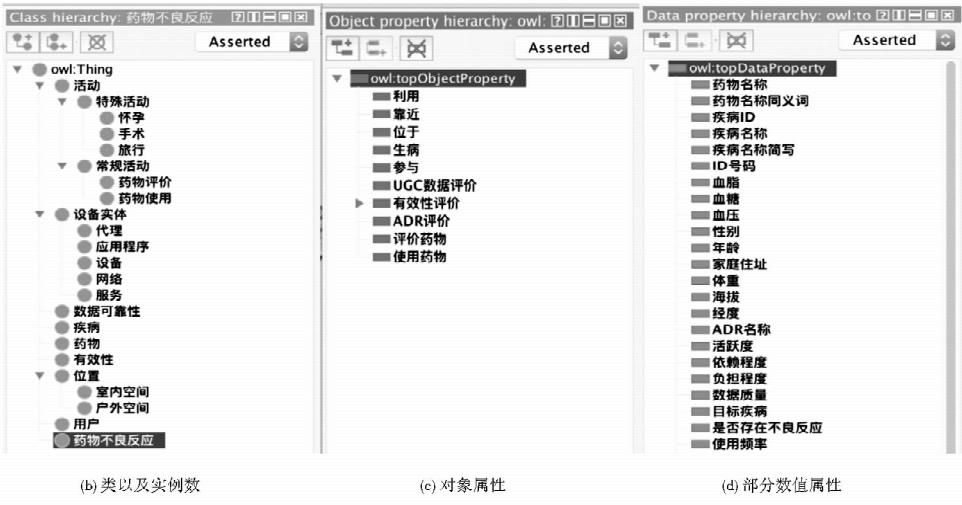 Class hierarchy: 药物不良反应
Asserted
owl:Thing
活动
特殊活动
怀孕
手术
旅行
常规活动
药物评价
药物使用
设备实体
代理
应用程序
设备
网络
服务
数据可靠性
疾病
药物
有效性
位置
室内空间
户外空间
用户
药物不良反应
(b) 类以及实例数
Object property hierarchy: owl:
Asserted
owl:topObjectProperty
利用
靠近
位于
生病
参与
UGC数据评价
有效性评价
ADR评价
评价药物
使用药物
(c) 对象属性
Data property hierarchy: owl:to
Asserted
owl:topDataProperty
药物名称
药物名称同义词
疾病ID
疾病名称
疾病名称简写
ID号码
血脂
血糖
血压
性别
年龄
家庭住址
体重
海拔
经度
ADR名称
活跃度
依赖程度
负担程度
数据质量
目标疾病
是否存在不良反应
使用频率
(d) 部分数值属性